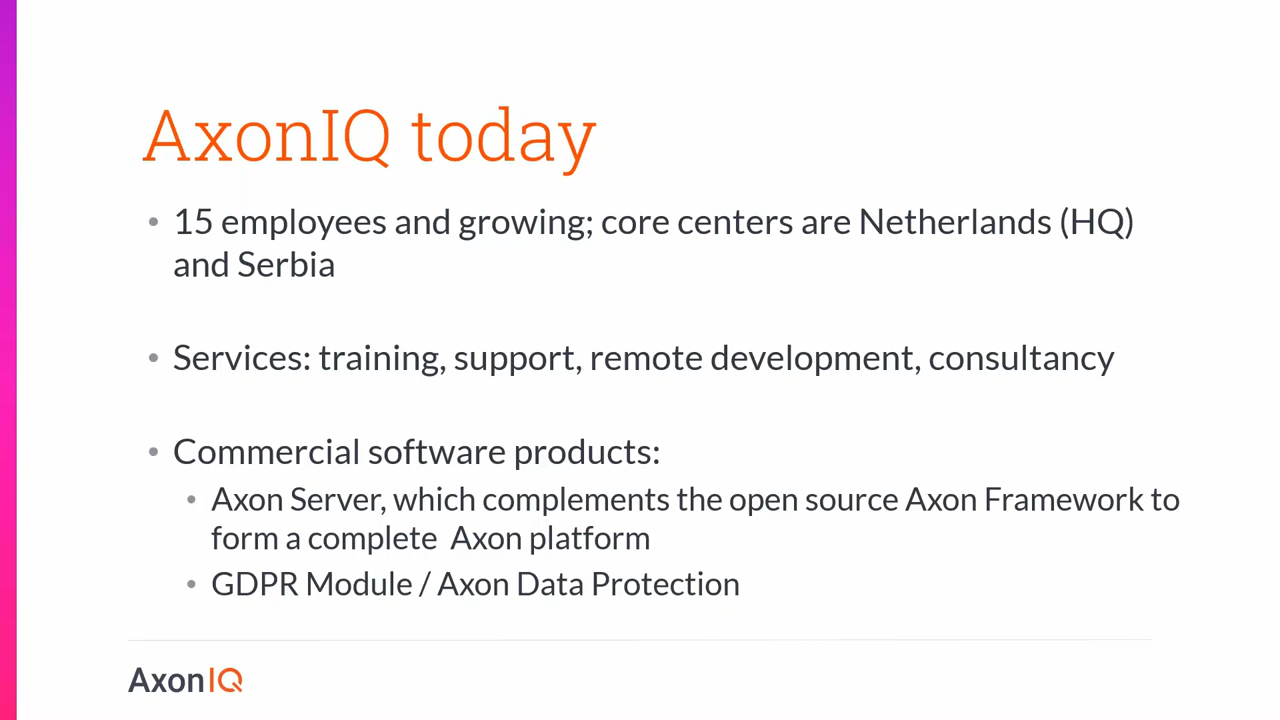 AxonIQ today
• 15 employees and growing; core centers are Netherlands (HQ)
and Serbia
• Services: training, support, remote development, consultancy
• Commercial software products:
• Axon Server, which complements the open source Axon Framework to
form a complete  Axon platform
• GDPR Module / Axon Data Protection
AxonIQ